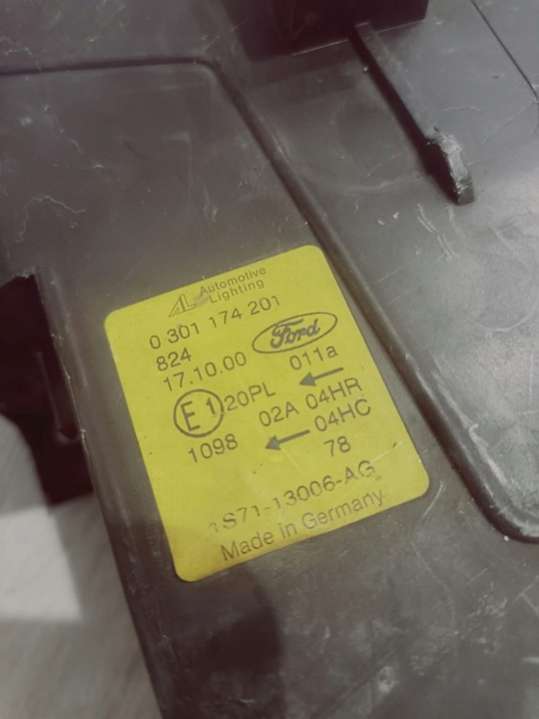 AL Automotive
Lighting
0 301 174 201
824 Ford
17.10.00 011a
E1 20PL ←
02A 04HR
1098 ← 04HC
78
1S71-13006-AG
Made in Germany